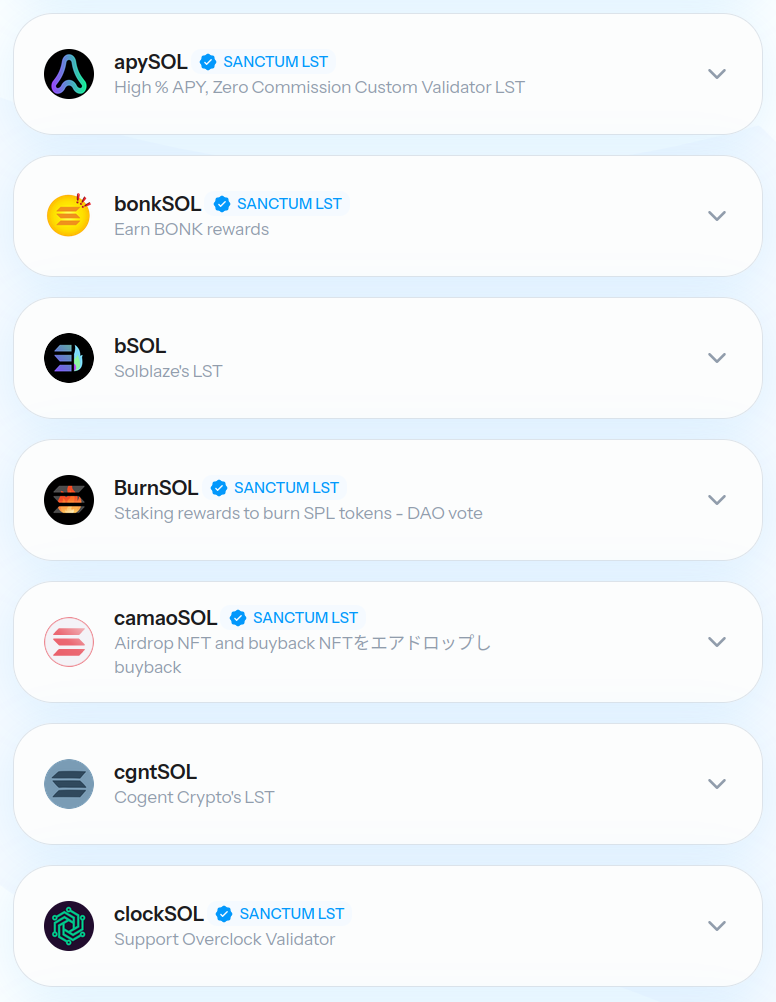 apySOL SANCTUM LST
High % APY, Zero Commission Custom Validator LST
bonkSOL SANCTUM LST
Earn BONK rewards
bSOL
Solblaze's LST
BurnSOL SANCTUM LST
Staking rewards to burn SPL tokens - DAO vote
camaoSOL SANCTUM LST
Airdrop NFT and buyback NFTをエアドロップし
buyback
cgntSOL
Cogent Crypto's LST
clockSOL SANCTUM LST
Support Overclock Validator